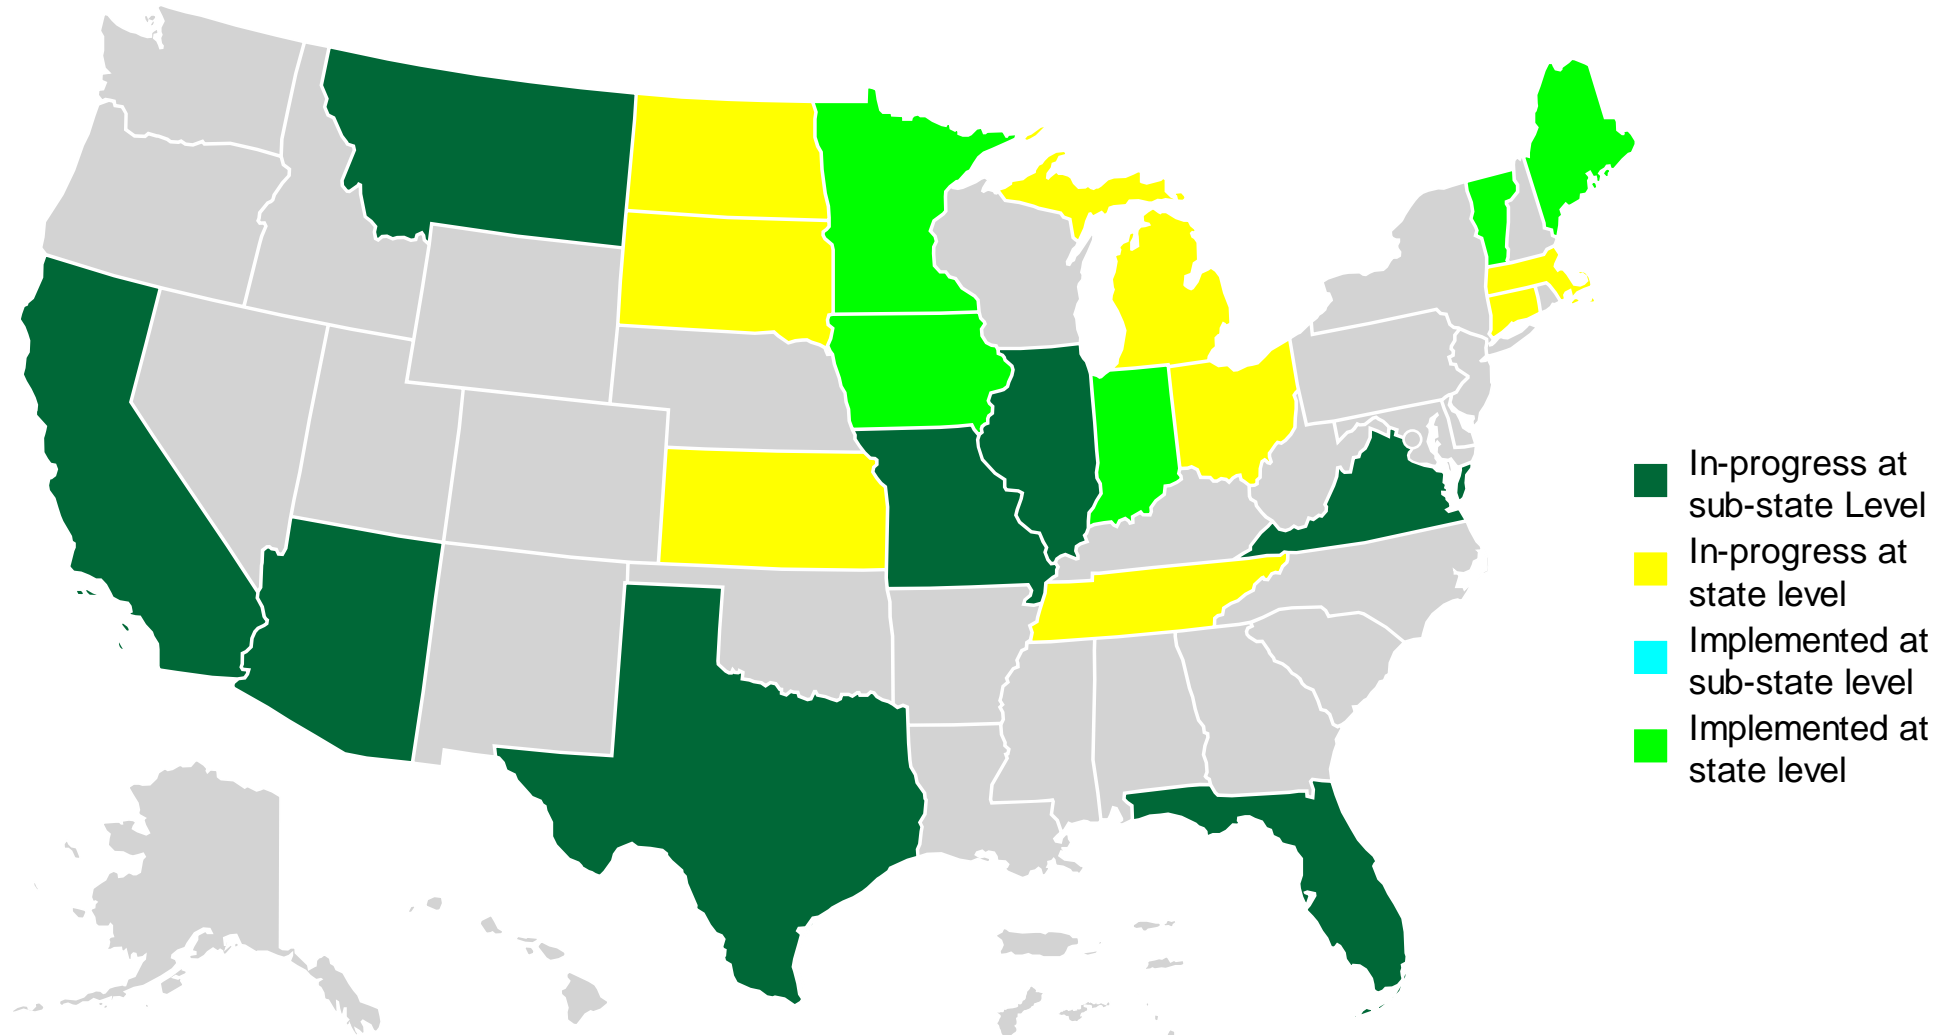 In-progress at
sub-state Level
In-progress at
state level
Implemented at
sub-state level
Implemented at
state level